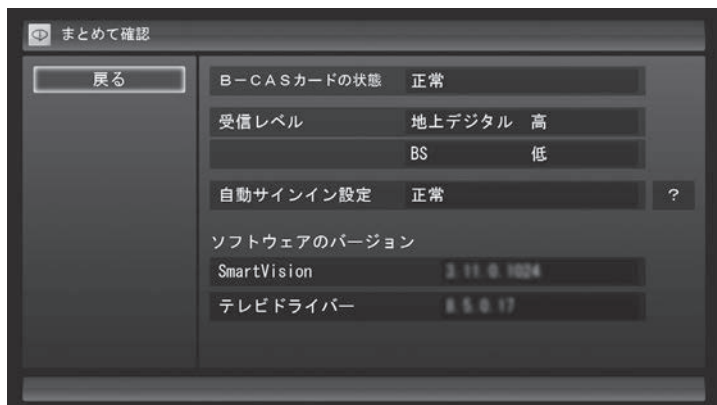 まとめて確認
戻る
B－CASカードの状態 正常
受信レベル 地上デジタル 高
BS 低
自動サインイン設定 正常 ?
ソフトウェアのバージョン
SmartVision
テレビドライバー